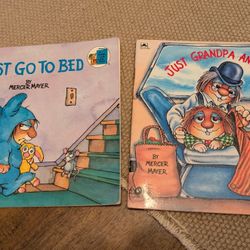 ST GO TO BED
BY
MERCER MAYER
JUST GRANDPA AN
BY
MERCER
MAYER